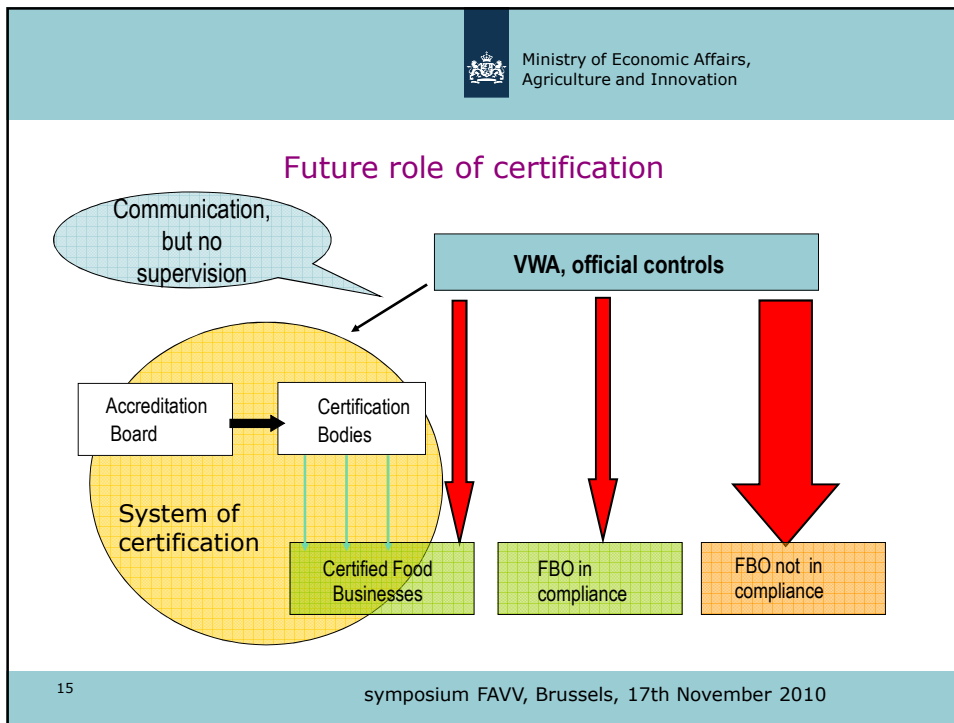 Ministry of Economic Affairs,
Agriculture and Innovation
Future role of certification
Communication,
but no
supervision
VWA, official controls
Accreditation
Board
Certification
Bodies
System of
certification
Certified Food
Businesses
FBO in
compliance
FBO not in
compliance
15
symposium FAVV, Brussels, 17th November 2010